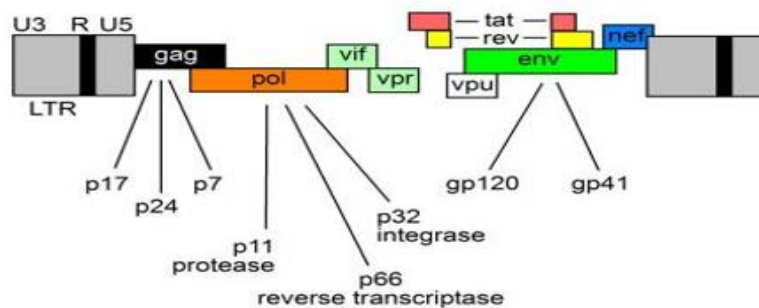 U3 R U5
tat
rev
gag
vif
nef
pol
vpr
env
vpu
LTR
p17
p24
p7
gp120
gp41
p11
protease
p32
integrase
p66
reverse transcriptase